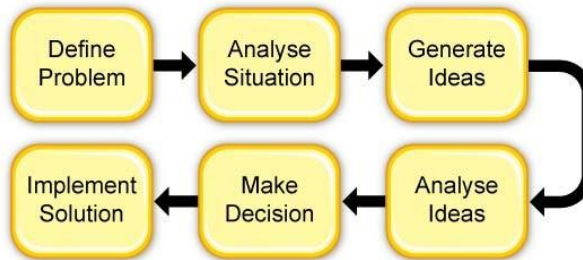 Define
Problem
Analyse
Situation
Generate
Ideas
Analyse
Ideas
Make
Decision
Implement
Solution